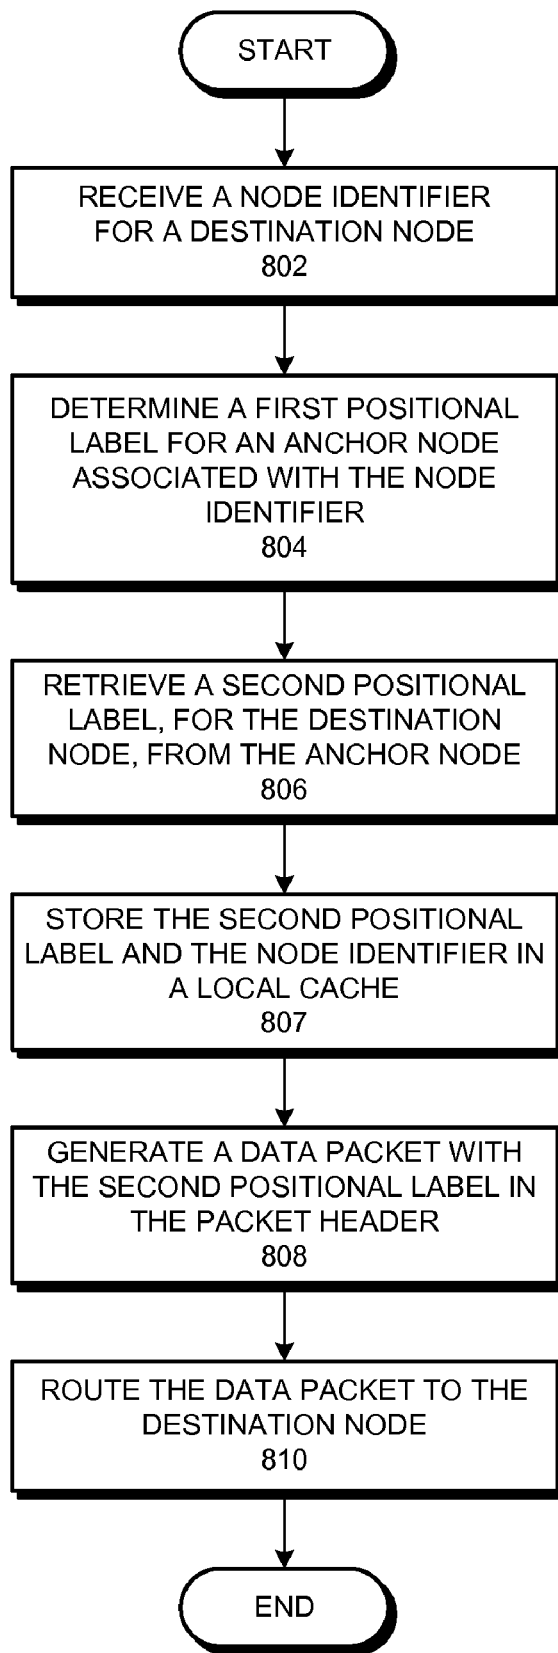 START
RECEIVE A NODE IDENTIFIER
FOR A DESTINATION NODE
802
DETERMINE A FIRST POSITIONAL
LABEL FOR AN ANCHOR NODE
ASSOCIATED WITH THE NODE
IDENTIFIER
804
RETRIEVE A SECOND POSITIONAL
LABEL, FOR THE DESTINATION
NODE, FROM THE ANCHOR NODE
806
STORE THE SECOND POSITIONAL
LABEL AND THE NODE IDENTIFIER IN
A LOCAL CACHE
807
GENERATE A DATA PACKET WITH
THE SECOND POSITIONAL LABEL IN
THE PACKET HEADER
808
ROUTE THE DATA PACKET TO THE
DESTINATION NODE
810
END